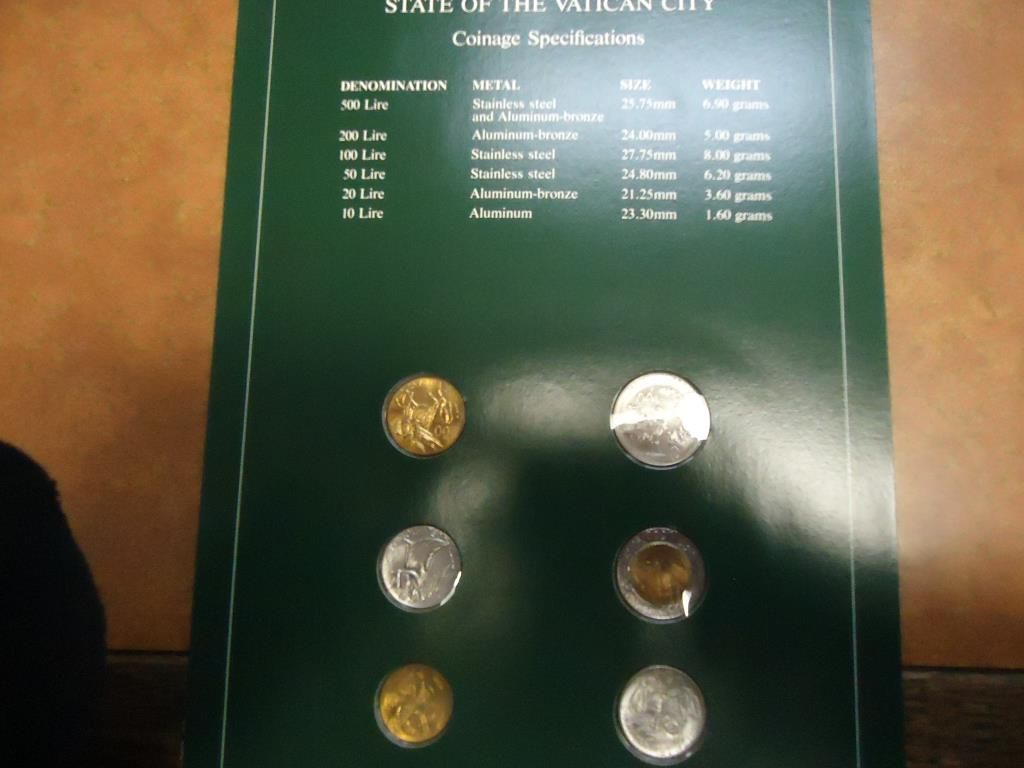 STATE OF THE VATICAN CITY
Coinage Specifications
DENOMINATION METAL SIZE WEIGHT
500 Lire Stainless steel 25.75mm 6.90 grams
and Aluminum-bronze
200 Lire Aluminum-bronze 24.00mm 5.00 grams
100 Lire Stainless steel 27.75mm 8.00 grams
50 Lire Stainless steel 24.80mm 6.20 grams
20 Lire Aluminum-bronze 21.25mm 3.60 grams
10 Lire Aluminum 23.30mm 1.60 grams